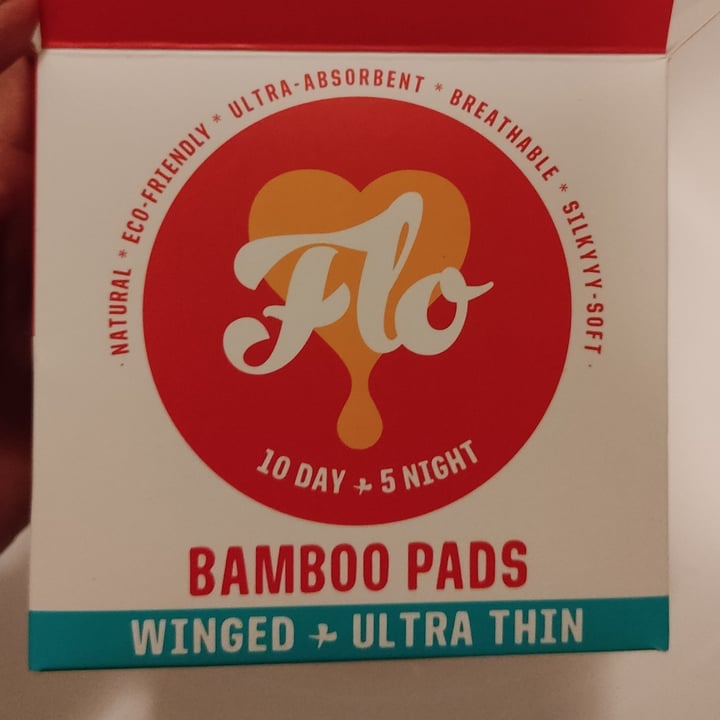 NATURAL * ECO-FRIENDLY * ULTRA-ABSORBENT * BREATHABLE * SILKYYY-SOFT
Flo
10 DAY + 5 NIGHT
BAMBOO PADS
WINGED + ULTRA THIN